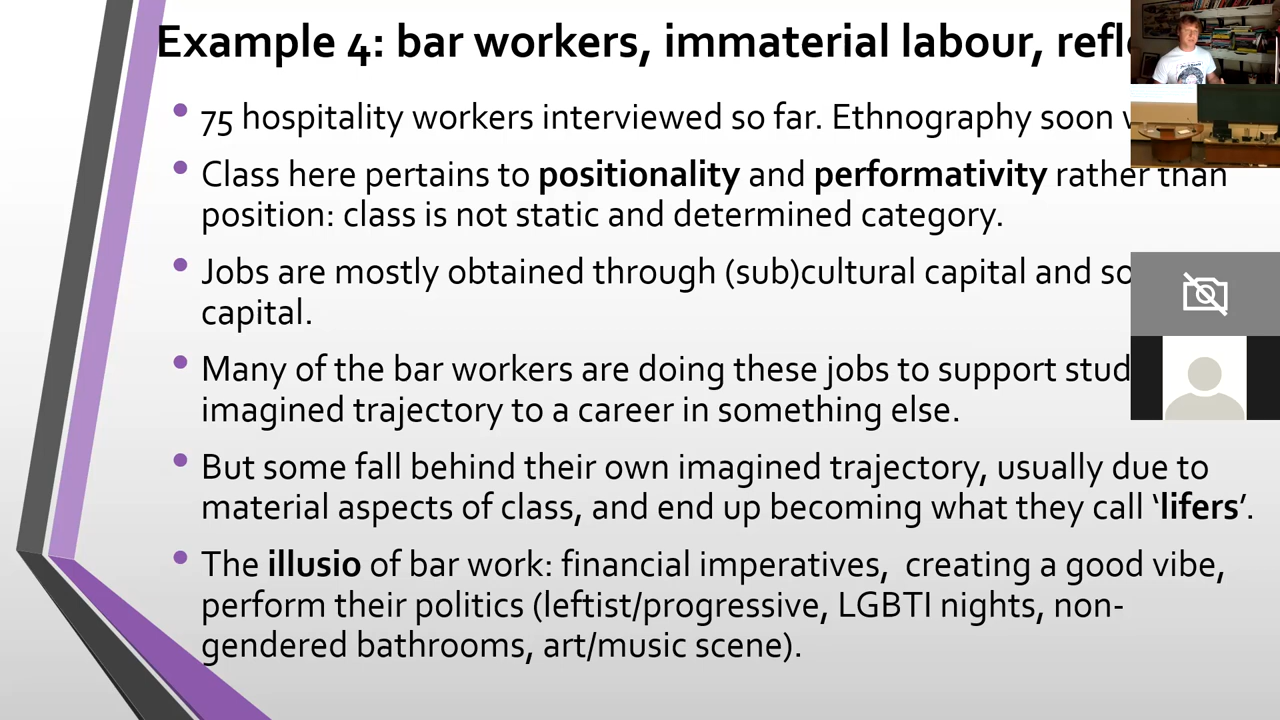 Example 4: bar workers, immaterial labour,
75 hospitality workers interviewed so far. Ethnography soon
Class here pertains to positionality and performativity rather than
position: class is not static and determined category.
Jobs are mostly obtained through (sub)cultural capital and
capital.
Many of the bar workers are doing these jobs to support
imagined trajectory to a career in something else.
But some fall behind their own imagined trajectory, usually due to
material aspects of class, and end up becoming what they call ‘lifers’.
The illusio of bar work: financial imperatives,  creating a good vibe,
perform their politics (leftist/progressive, LGBTI nights, non-
gendered bathrooms, art/music scene).